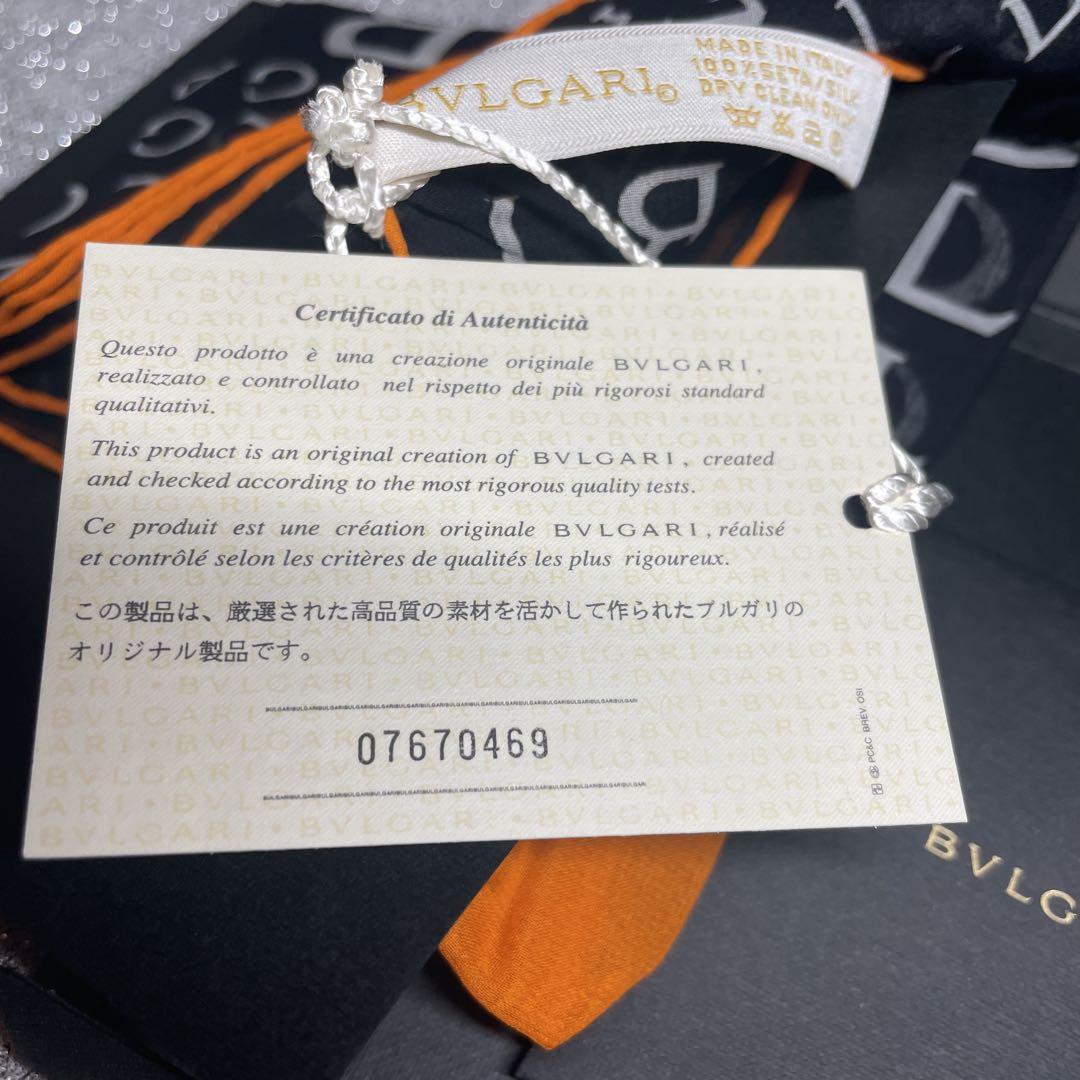 BVLGARI
MADE IN ITALY
100% SETA/SILK
DRY CLEAN ONLY
Certificato di Autenticità
Questo prodotto è una creazione originale BVLGARI,
realizzato e controllato nel rispetto dei più rigorosi standard
qualitativi.
This product is an original creation of BVLGARI, created
and checked according to the most rigorous quality tests.
Ce produit est une création originale BVLGARI, réalisé
et contrôlé selon les critères de qualités les plus rigoureux.
この製品は、厳選された高品質の素材を活かして作られたブルガリの
オリジナル製品です。
BULGARIBULGARIBULGARIBULGARIBULGARIBULGARIBULGARIBULGARIBULGARIBULGARI
07670469
BULGARIBULGARIBULGARIBULGARIBULGARIBULGARIBULGARIBULGARIBULGARIBULGARI
PC&C BREV. OSI
BVLG